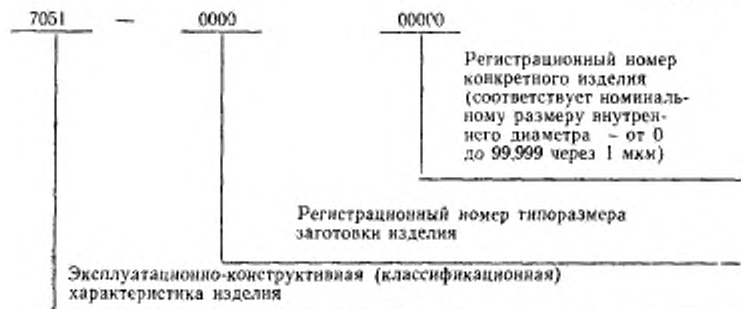 7051 — 0000 00000
Регистрационный номер
конкретного изделия
(соответствует номиналь-
ному размеру внутрен-
него диаметра – от 0
до 99,999 через 1 мкм)
Регистрационный номер типоразмера
заготовки изделия
Эксплуатационно-конструктивная (классификационная)
характеристика изделия